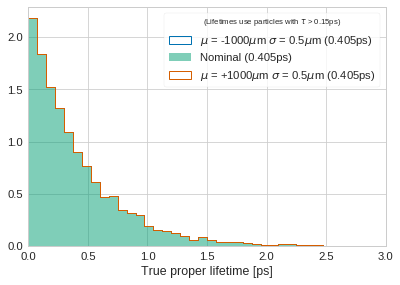 (Lifetimes use particles with τ > 0.15ps)
μ = -1000μm σ = 0.5μm (0.405ps)
Nominal (0.405ps)
μ = +1000μm σ = 0.5μm (0.405ps)
2.0
1.5
1.0
0.5
0.0
0.0 0.5 1.0 1.5 2.0 2.5 3.0
True proper lifetime [ps]